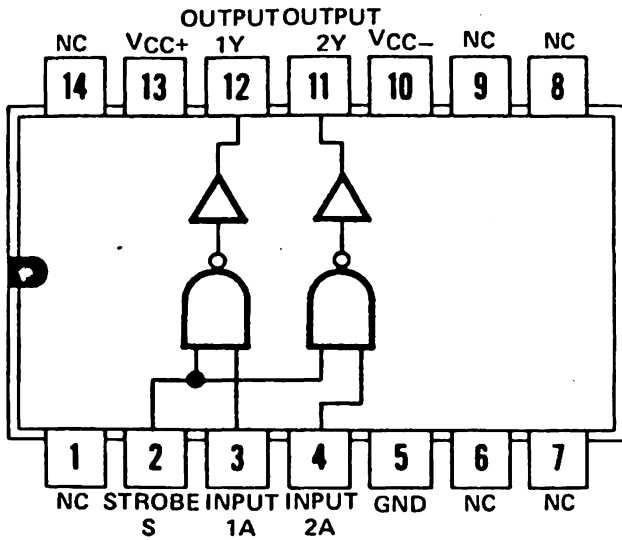 OUTPUT OUTPUT
NC VCC+ 1Y 2Y VCC− NC NC
14 13 12 11 10 9 8
1 2 3 4 5 6 7
NC STROBE INPUT INPUT GND NC NC
S 1A 2A